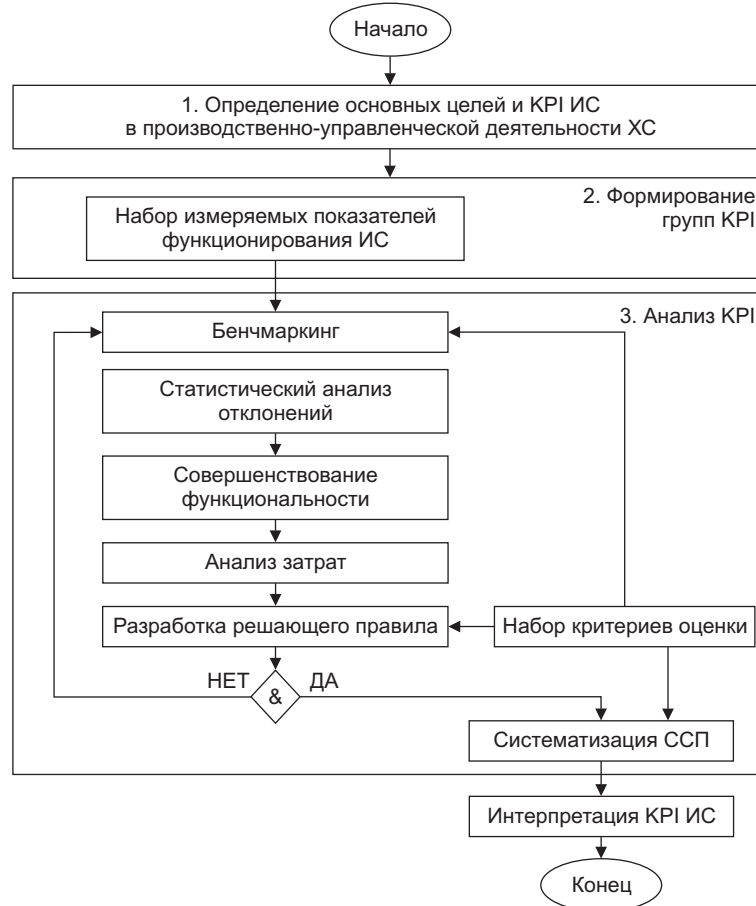 Начало
1. Определение основных целей и KPI ИС
в производственно-управленческой деятельности ХС
2. Формирование
групп KPI
Набор измеряемых показателей
функционирования ИС
3. Анализ KPI
Бенчмаркинг
Статистический анализ
отклонений
Совершенствование
функциональности
Анализ затрат
Разработка решающего правила
Набор критериев оценки
НЕТ
&
ДА
Систематизация ССП
Интерпретация KPI ИС
Конец